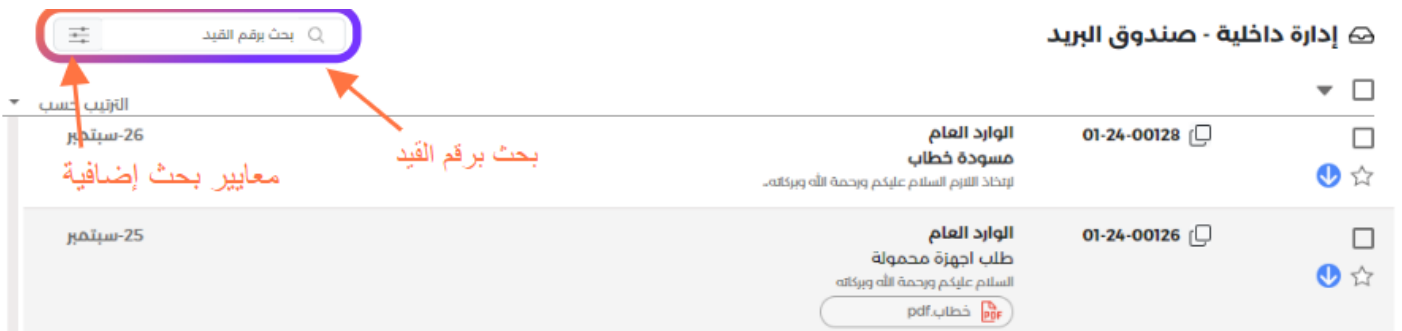 إدارة داخلية - صندوق البريد
بحث برقم القيد
الترتيب حسب
بحث برقم القيد
معايير بحث إضافية
01-24-00128
الوارد العام
26-سبتمبر
مسودة خطاب
لإتخاذ اللازم السلام عليكم ورحمة الله وبركاته..
01-24-00126
الوارد العام
25-سبتمبر
طلب اجهزة محمولة
السلام عليكم ورحمة الله وبركاته
خطاب.pdf
PDF